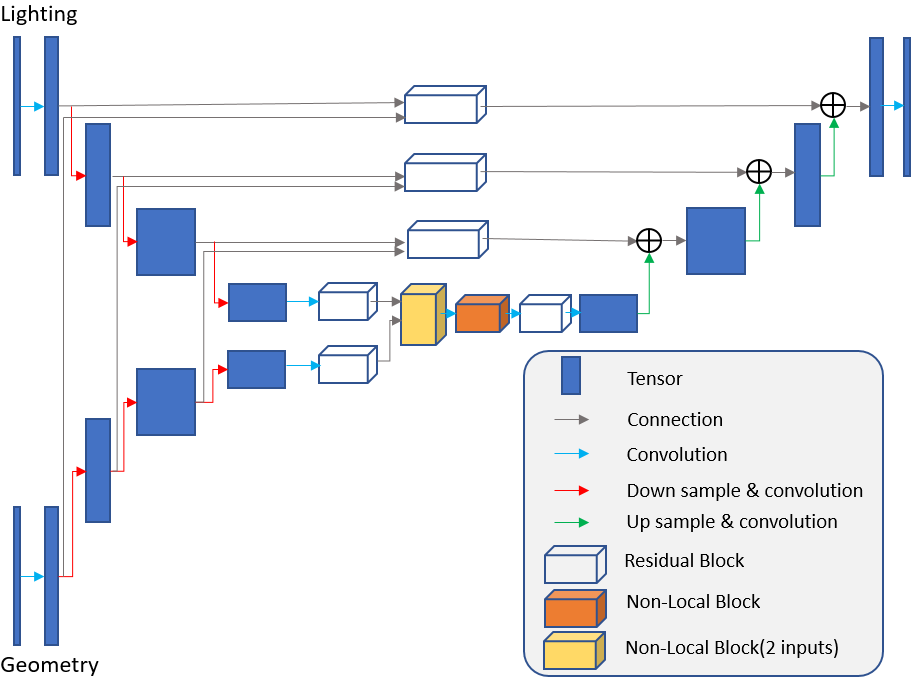 Lighting
Tensor
Connection
Convolution
Down sample & convolution
Up sample & convolution
Residual Block
Non-Local Block
Non-Local Block(2 inputs)
Geometry